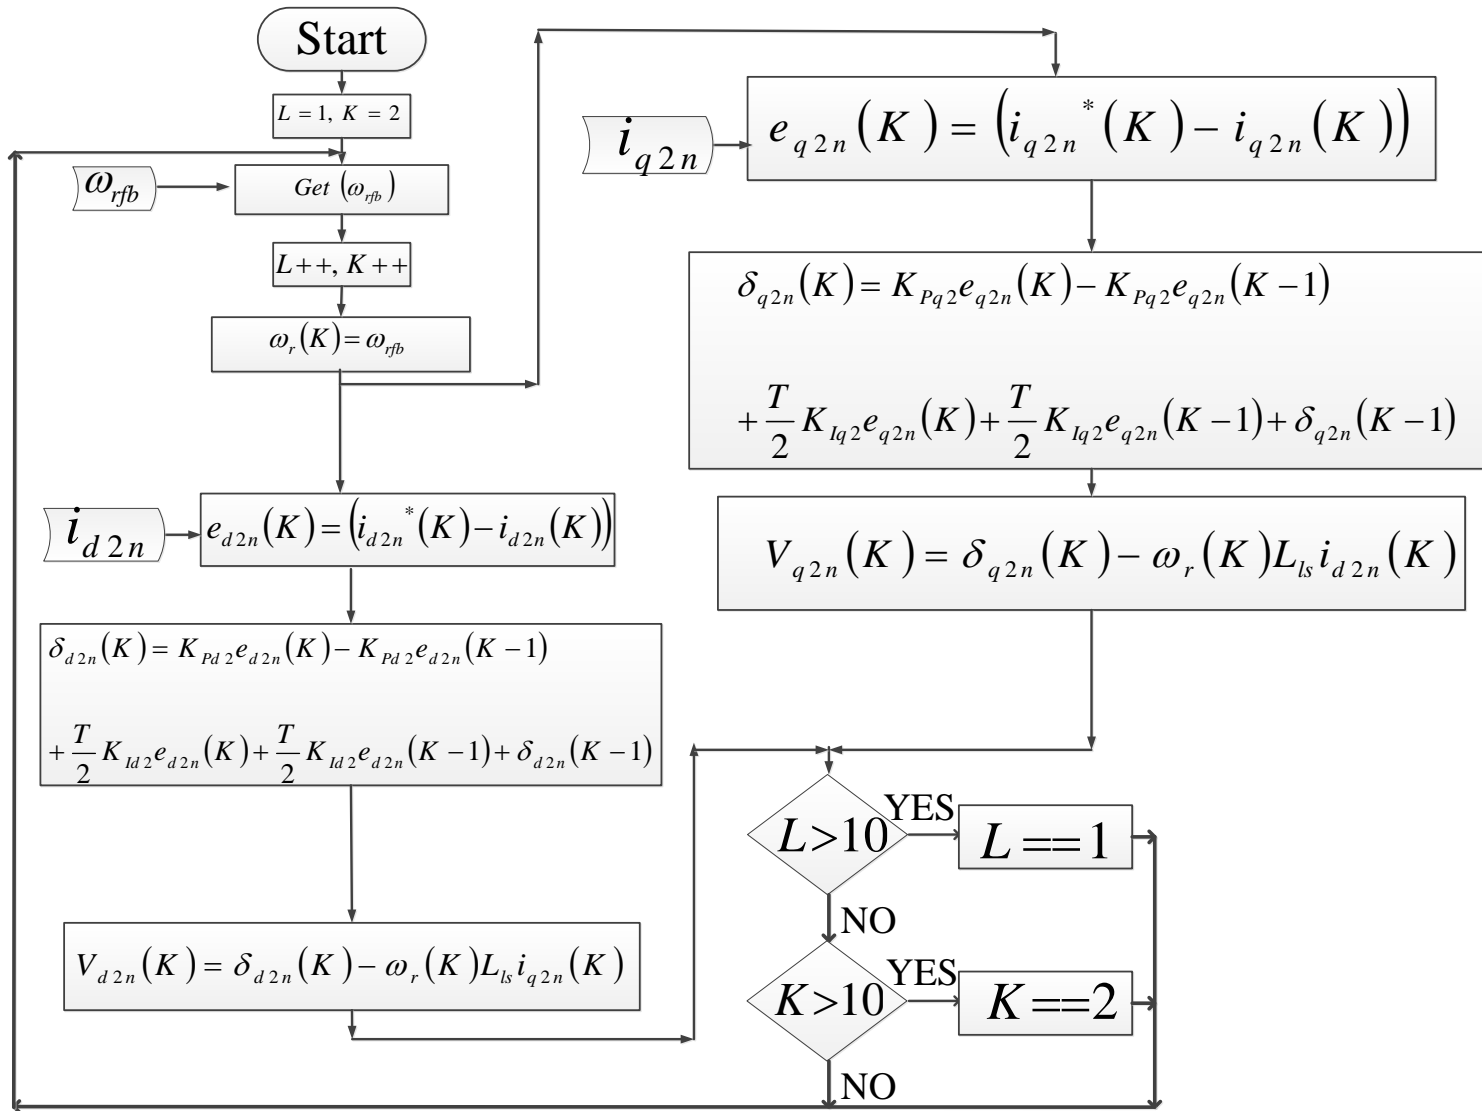 Start
L = 1, K = 2
ω_rfb
Get (ω_rfb)
L++, K++
ω_r(K) = ω_rfb
i_d2n
e_d2n(K) = (i_d2n*(K) − i_d2n(K))
δ_d2n(K) = K_Pd2 e_d2n(K) − K_Pd2 e_d2n(K − 1)
+ T/2 K_Id2 e_d2n(K) + T/2 K_Id2 e_d2n(K − 1) + δ_d2n(K − 1)
V_d2n(K) = δ_d2n(K) − ω_r(K)L_ls i_q2n(K)
i_q2n
e_q2n(K) = (i_q2n*(K) − i_q2n(K))
δ_q2n(K) = K_Pq2 e_q2n(K) − K_Pq2 e_q2n(K − 1)
+ T/2 K_Iq2 e_q2n(K) + T/2 K_Iq2 e_q2n(K − 1) + δ_q2n(K − 1)
V_q2n(K) = δ_q2n(K) − ω_r(K)L_ls i_d2n(K)
L>10
YES
L == 1
NO
K>10
YES
K == 2
NO